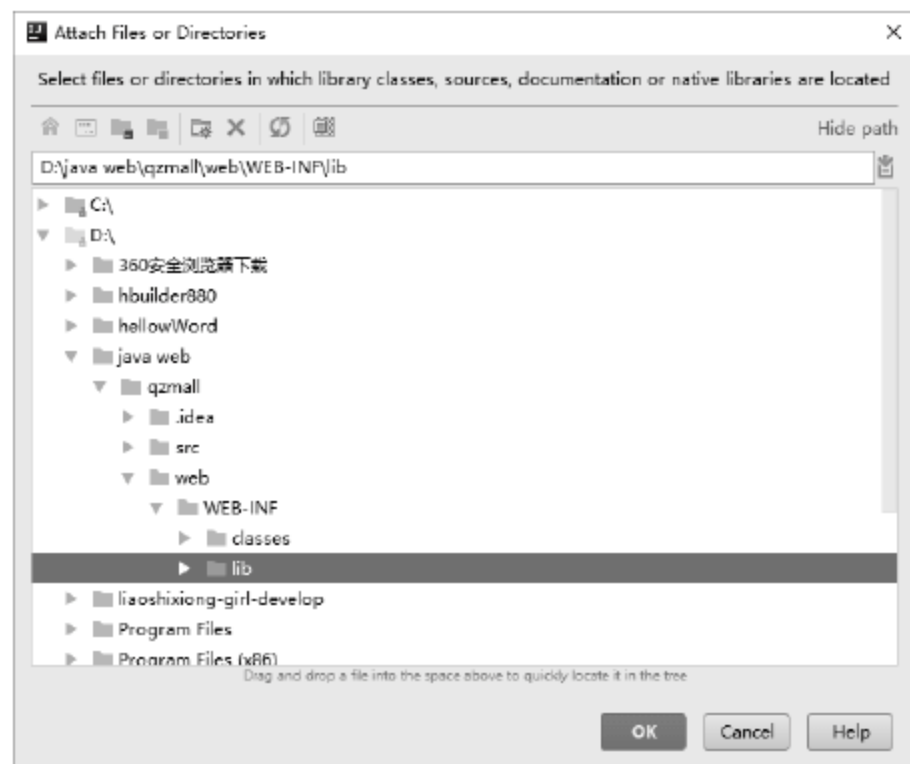 Attach Files or Directories
Select files or directories in which library classes, sources, documentation or native libraries are located
Hide path
D:\java web\qzmall\web\WEB-INF\lib
C:\
D:\
360安全浏览器下载
hbuilder880
hellowWord
java web
qzmall
.idea
src
web
WEB-INF
classes
lib
liaoshixiong-girl-develop
Program Files
Program Files (x86)
Drag and drop a file into the space above to quickly locate it in the tree
OK Cancel Help